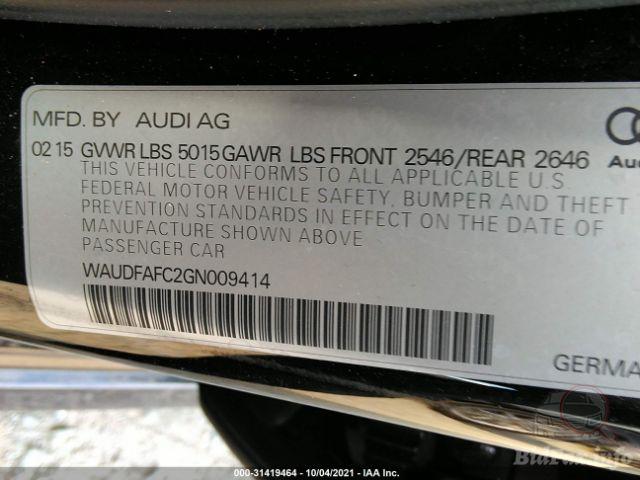 MFD. BY AUDI AG
02 15 GVWR LBS 5015 GAWR LBS FRONT 2546/REAR 2646
THIS VEHICLE CONFORMS TO ALL APPLICABLE U.S.
FEDERAL MOTOR VEHICLE SAFETY, BUMPER AND THEFT
PREVENTION STANDARDS IN EFFECT ON THE DATE OF
MANUFACTURE SHOWN ABOVE
PASSENGER CAR
WAUDFAFC2GN009414
GERMA
000-31419464 - 10/04/2021 - IAA Inc.